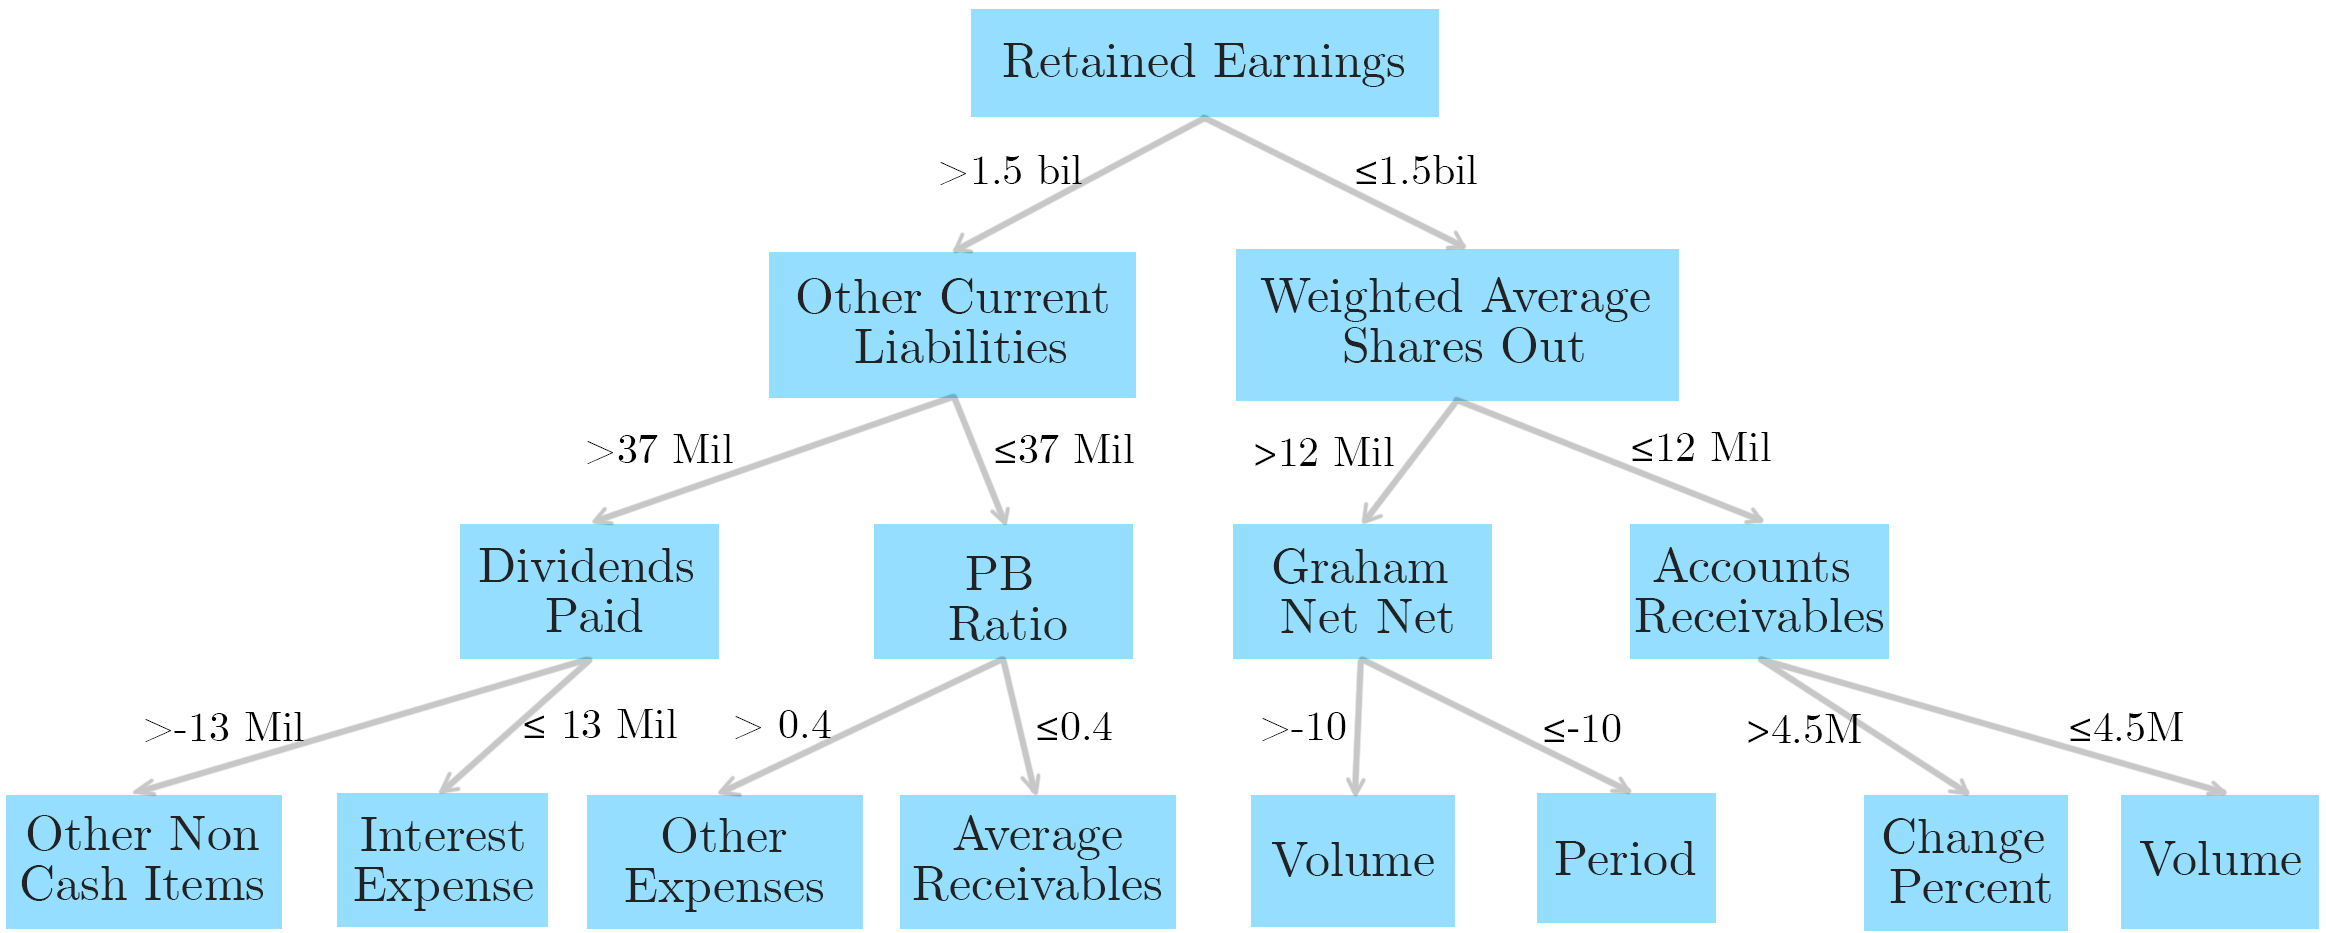 Retained Earnings
>1.5 bil
≤1.5bil
Other Current
Liabilities
Weighted Average
Shares Out
>37 Mil
≤37 Mil
>12 Mil
≤12 Mil
Dividends
Paid
PB
Ratio
Graham
Net Net
Accounts
Receivables
>-13 Mil
≤ 13 Mil
> 0.4
≤0.4
>-10
≤-10
>4.5M
≤4.5M
Other Non
Cash Items
Interest
Expense
Other
Expenses
Average
Receivables
Volume
Period
Change
Percent
Volume